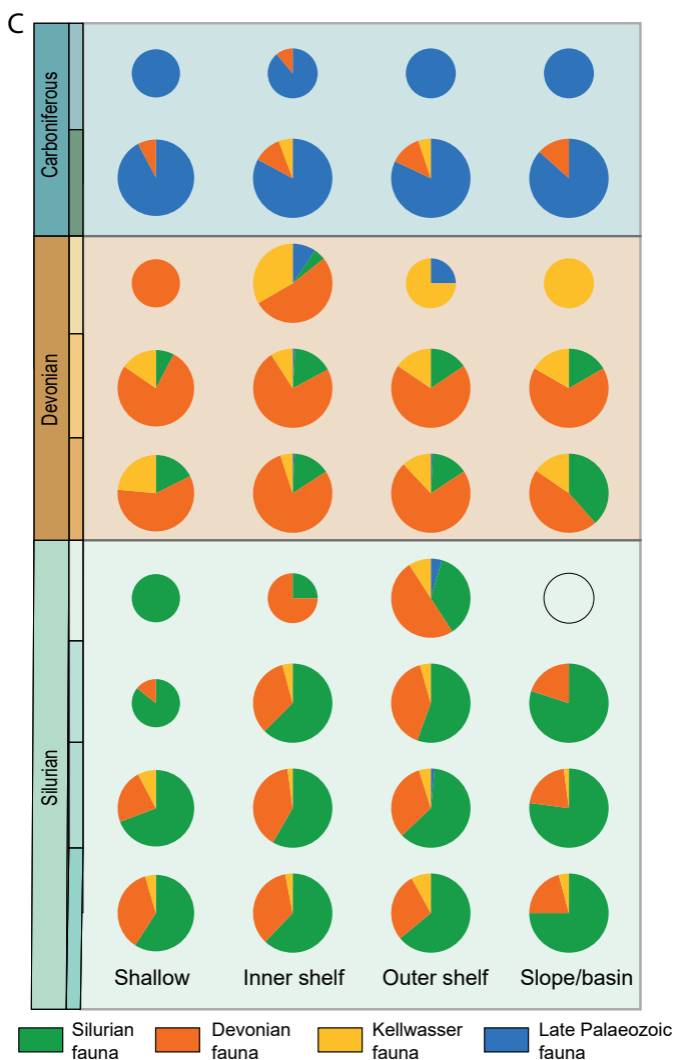 C
Carboniferous
Devonian
Silurian
Shallow Inner shelf Outer shelf Slope/basin
Silurian fauna Devonian fauna Kellwasser fauna Late Palaeozoic fauna